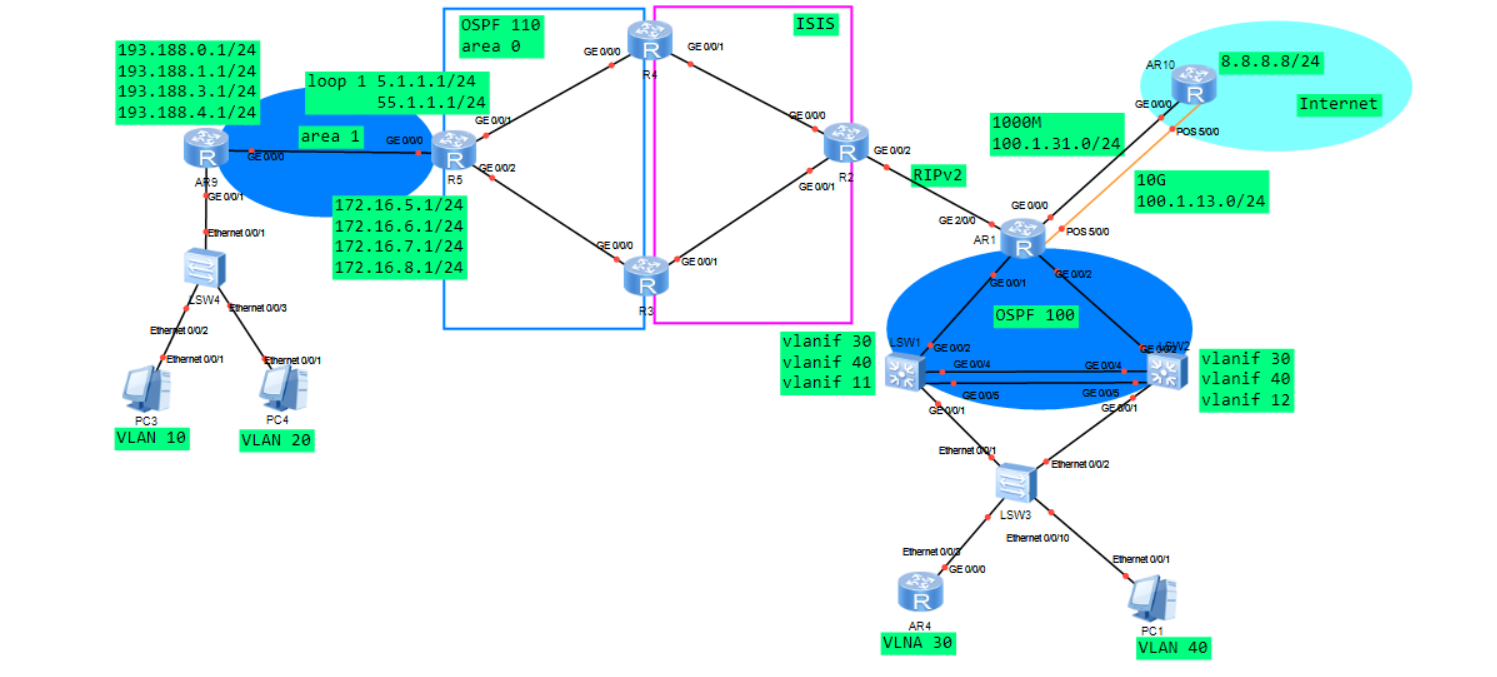 193.188.0.1/24
193.188.1.1/24
193.188.3.1/24
193.188.4.1/24
loop 1 5.1.1.1/24
55.1.1.1/24
area 1
GE 0/0/0
GE 0/0/0
AR9
GE 0/0/1
Ethernet 0/0/1
LSW4
Ethernet 0/0/3
Ethernet 0/0/2
Ethernet 0/0/1
Ethernet 0/0/1
PC3
PC4
VLAN 10
VLAN 20
OSPF 110
area 0
GE 0/0/0
R4
GE 0/0/1
GE 0/0/1
R5
GE 0/0/2
172.16.5.1/24
172.16.6.1/24
172.16.7.1/24
172.16.8.1/24
GE 0/0/0
R3
GE 0/0/1
ISIS
GE 0/0/0
GE 0/0/1
R2
GE 0/0/2
RIPv2
GE 2/0/0
AR1
GE 0/0/0
POS 5/0/0
1000M
100.1.31.0/24
10G
100.1.13.0/24
AR10
8.8.8.8/24
Internet
GE 0/0/0
POS 5/0/0
GE 0/0/1
GE 0/0/2
OSPF 100
LSW1
GE 0/0/2
GE 0/0/2
LSW2
vlanif 30
vlanif 40
vlanif 11
GE 0/0/4
GE 0/0/4
GE 0/0/5
GE 0/0/5
GE 0/0/1
GE 0/0/1
vlanif 30
vlanif 40
vlanif 12
Ethernet 0/0/1
Ethernet 0/0/2
LSW3
Ethernet 0/0/10
Ethernet 0/0/3
GE 0/0/0
Ethernet 0/0/1
AR4
VLNA 30
PC1
VLAN 40